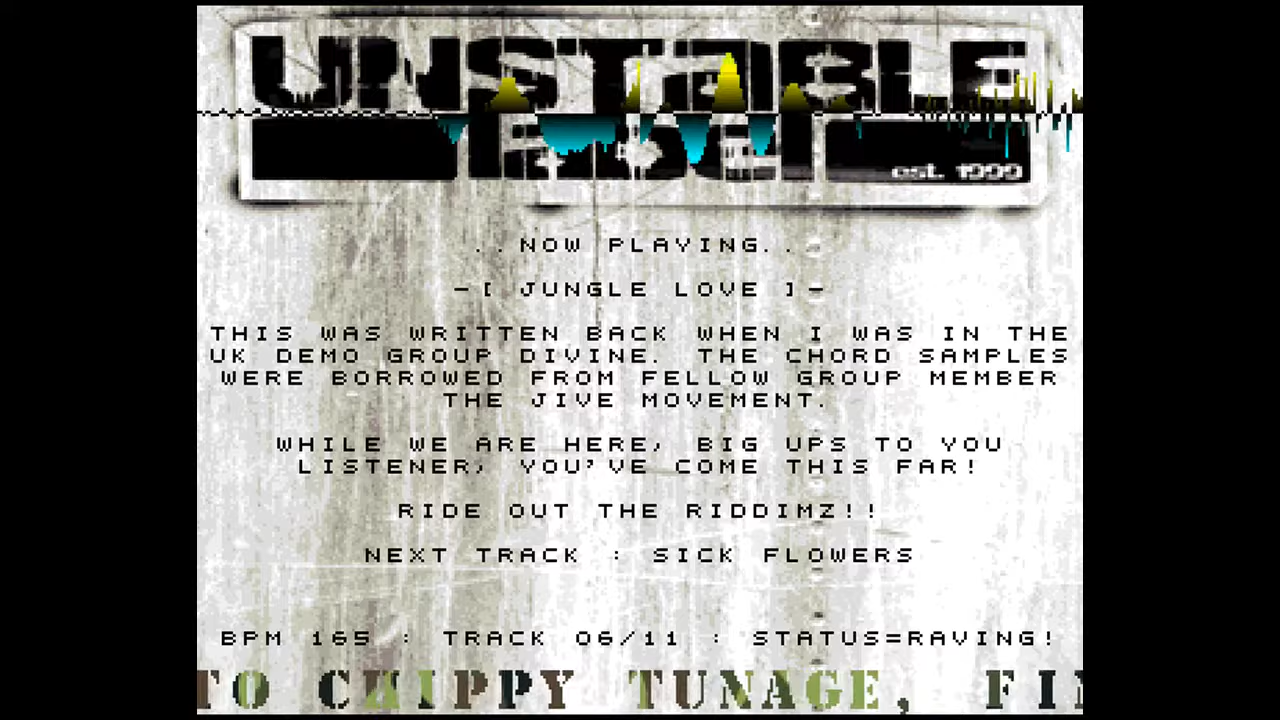 UNSTABLE
LABEL
est. 1999
..NOW PLAYING..
-[ JUNGLE LOVE ]-
THIS WAS WRITTEN BACK WHEN I WAS IN THE
UK DEMO GROUP DIVINE. THE CHORD SAMPLES
WERE BORROWED FROM FELLOW GROUP MEMBER
THE JIVE MOVEMENT.
WHILE WE ARE HERE, BIG UPS TO YOU
LISTENER, YOU'VE COME THIS FAR!
RIDE OUT THE RIDDIMZ!!
NEXT TRACK : SICK FLOWERS
BPM 165 : TRACK 06/11 : STATUS=RAVING!
TO CHIPPY TUNAGE, FIN